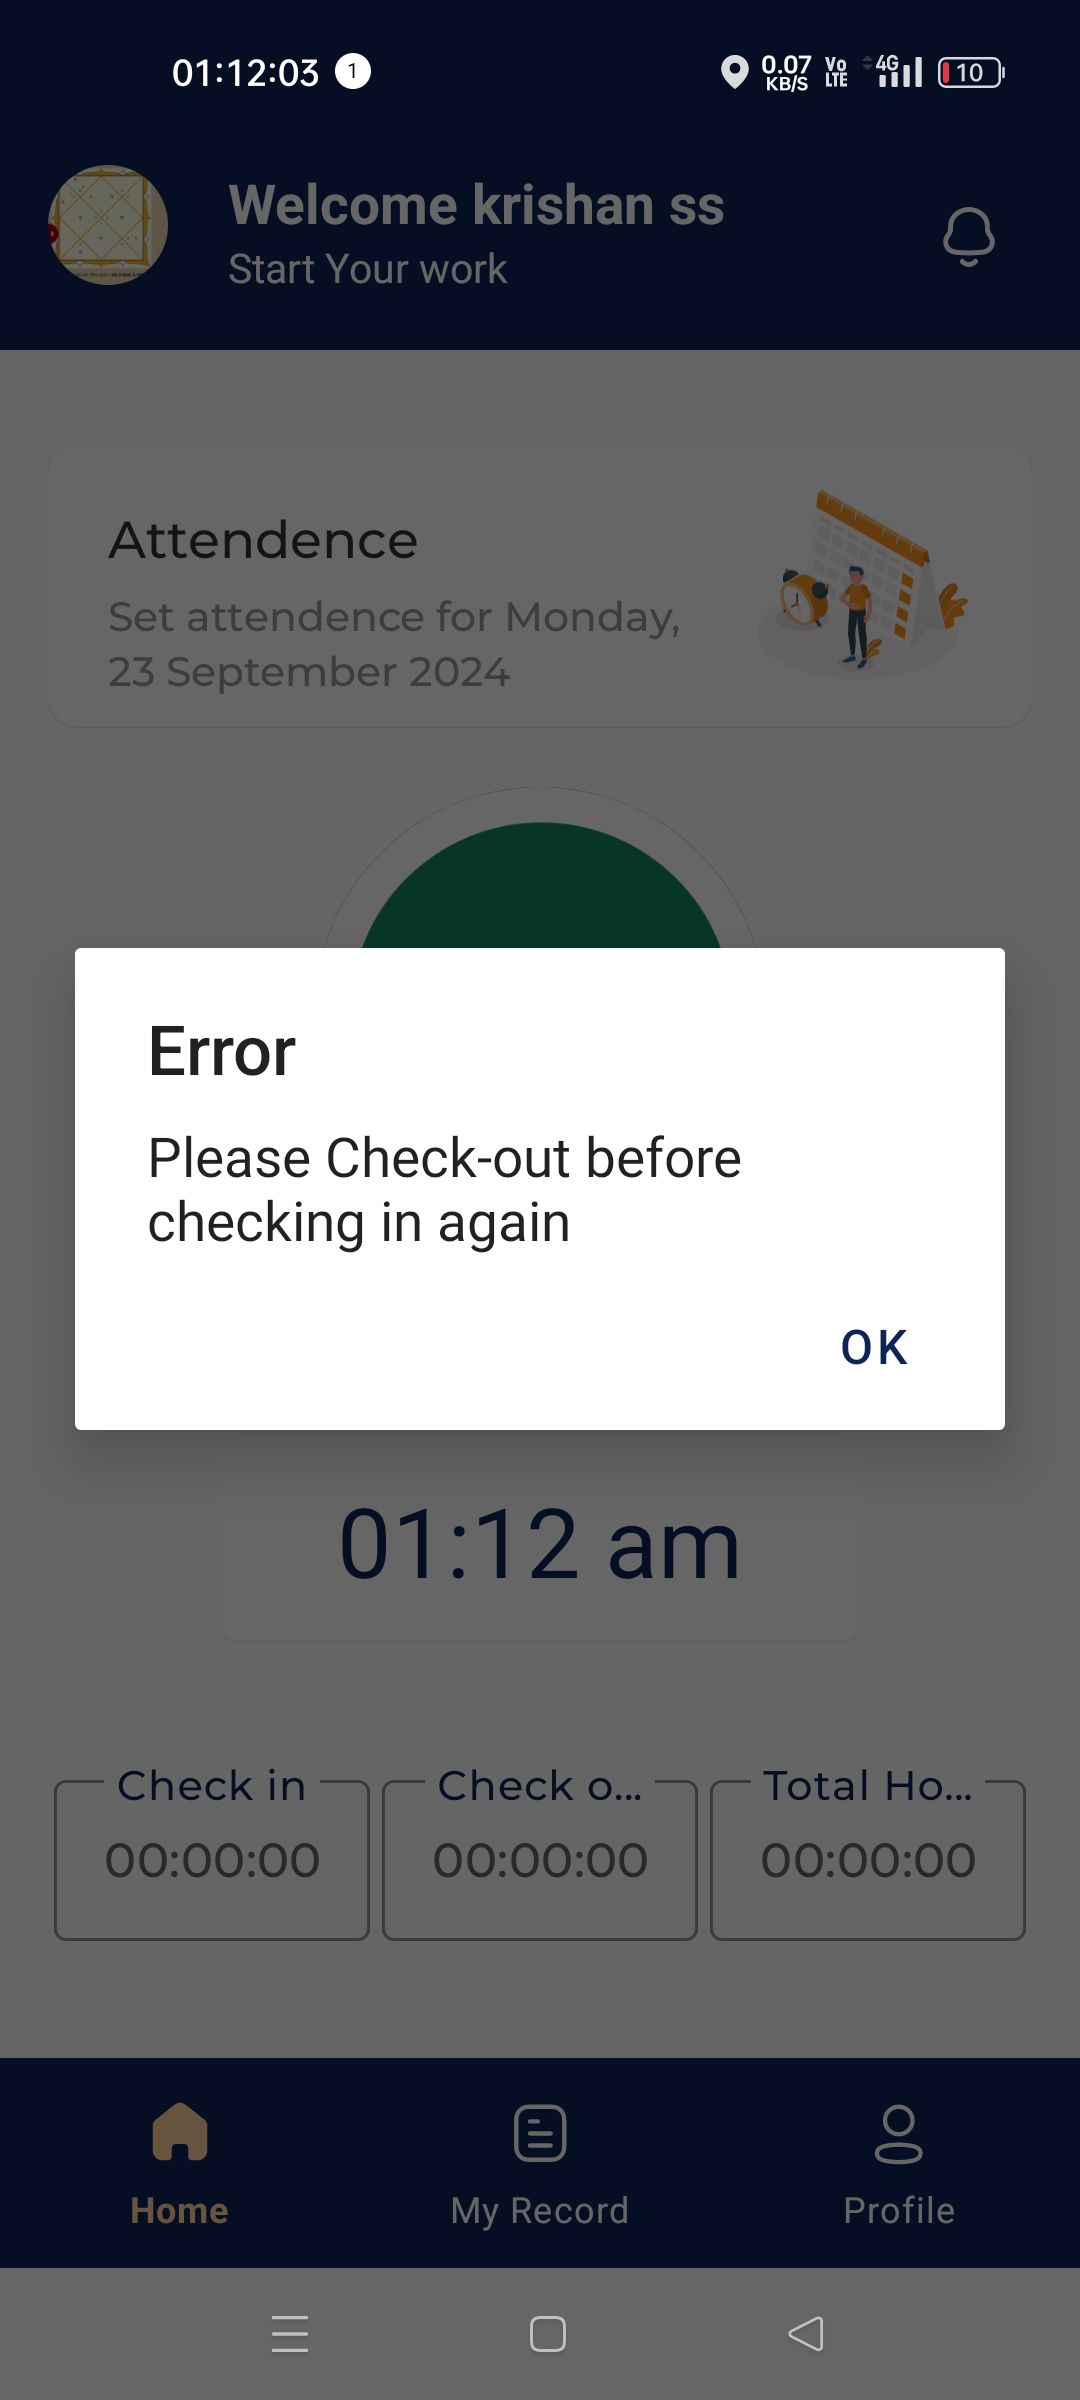 01:12:03 1 0.07 KB/S Vo LTE 4G 10
Welcome krishan ss
Start Your work
Attendence
Set attendence for Monday,
23 September 2024
Error
Please Check-out before
checking in again
OK
01:12 am
Check in Check o... Total Ho...
00:00:00 00:00:00 00:00:00
Home My Record Profile